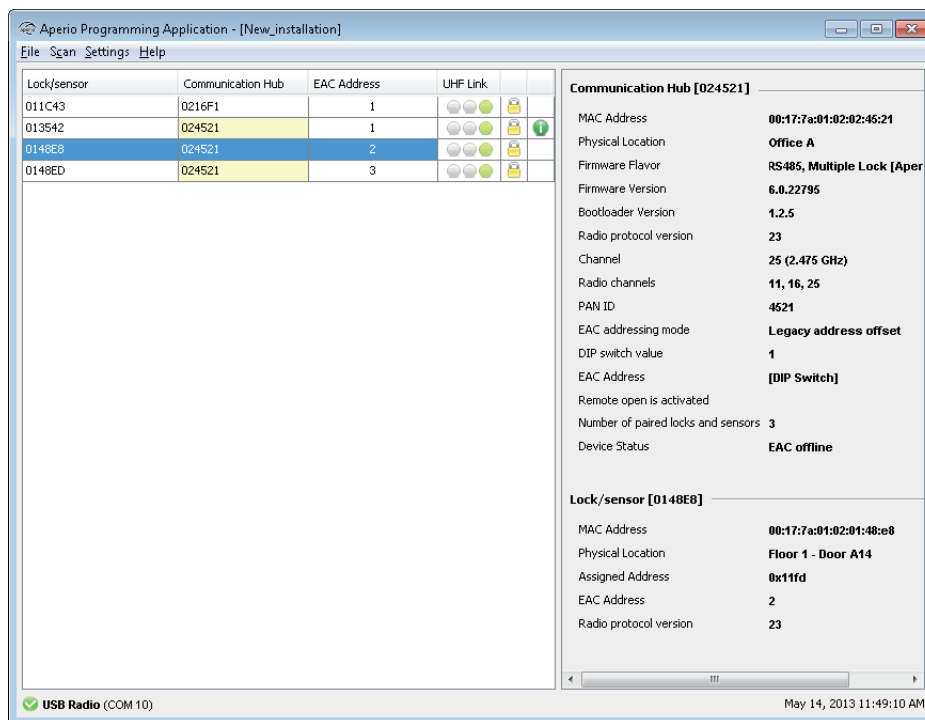 Aperio Programming Application - [New_installation]
File Scan Settings Help
Lock/sensor Communication Hub EAC Address UHF Link
011C43 0216F1 1
013542 024521 1
0148E8 024521 2
0148ED 024521 3
Communication Hub [024521]
MAC Address 00:17:7a:01:02:02:45:21
Physical Location Office A
Firmware Flavor RS485, Multiple Lock [Aper
Firmware Version 6.0.22795
Bootloader Version 1.2.5
Radio protocol version 23
Channel 25 (2.475 GHz)
Radio channels 11, 16, 25
PAN ID 4521
EAC addressing mode Legacy address offset
DIP switch value 1
EAC Address [DIP Switch]
Remote open is activated
Number of paired locks and sensors 3
Device Status EAC offline
Lock/sensor [0148E8]
MAC Address 00:17:7a:01:02:01:48:e8
Physical Location Floor 1 - Door A14
Assigned Address 0x11fd
EAC Address 2
Radio protocol version 23
USB Radio (COM 10) May 14, 2013 11:49:10 AM